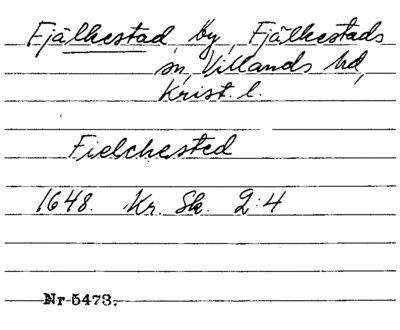 Fjälkestad by, Fjälkestads
sn, Villands hd,
Krist. l.
Fielchested
1648. Kr. Sk. 2:4
Nr 5473.